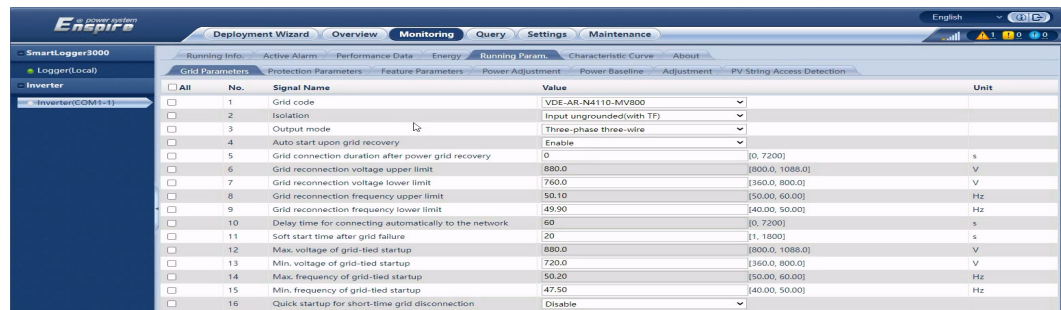 Enspire e power system
English
Deployment Wizard Overview Monitoring Query Settings Maintenance
1 0 0
SmartLogger3000
Logger(Local)
Inverter
Inverter(COM1-1)
Running Info. Active Alarm Performance Data Energy Running Param. Characteristic Curve About
Grid Parameters Protection Parameters Feature Parameters Power Adjustment Power Baseline Adjustment PV String Access Detection
All No. Signal Name Value Unit
1 Grid code VDE-AR-N4110-MV800
2 Isolation Input ungrounded(with TF)
3 Output mode Three-phase three-wire
4 Auto start upon grid recovery Enable
5 Grid connection duration after power grid recovery 0 [0, 7200] s
6 Grid reconnection voltage upper limit 880.0 [800.0, 1088.0] V
7 Grid reconnection voltage lower limit 760.0 [360.0, 800.0] V
8 Grid reconnection frequency upper limit 50.10 [50.00, 60.00] Hz
9 Grid reconnection frequency lower limit 49.90 [40.00, 50.00] Hz
10 Delay time for connecting automatically to the network 60 [0, 7200] s
11 Soft start time after grid failure 20 [1, 1800] s
12 Max. voltage of grid-tied startup 880.0 [800.0, 1088.0] V
13 Min. voltage of grid-tied startup 720.0 [360.0, 800.0] V
14 Max. frequency of grid-tied startup 50.20 [50.00, 60.00] Hz
15 Min. frequency of grid-tied startup 47.50 [40.00, 50.00] Hz
16 Quick startup for short-time grid disconnection Disable